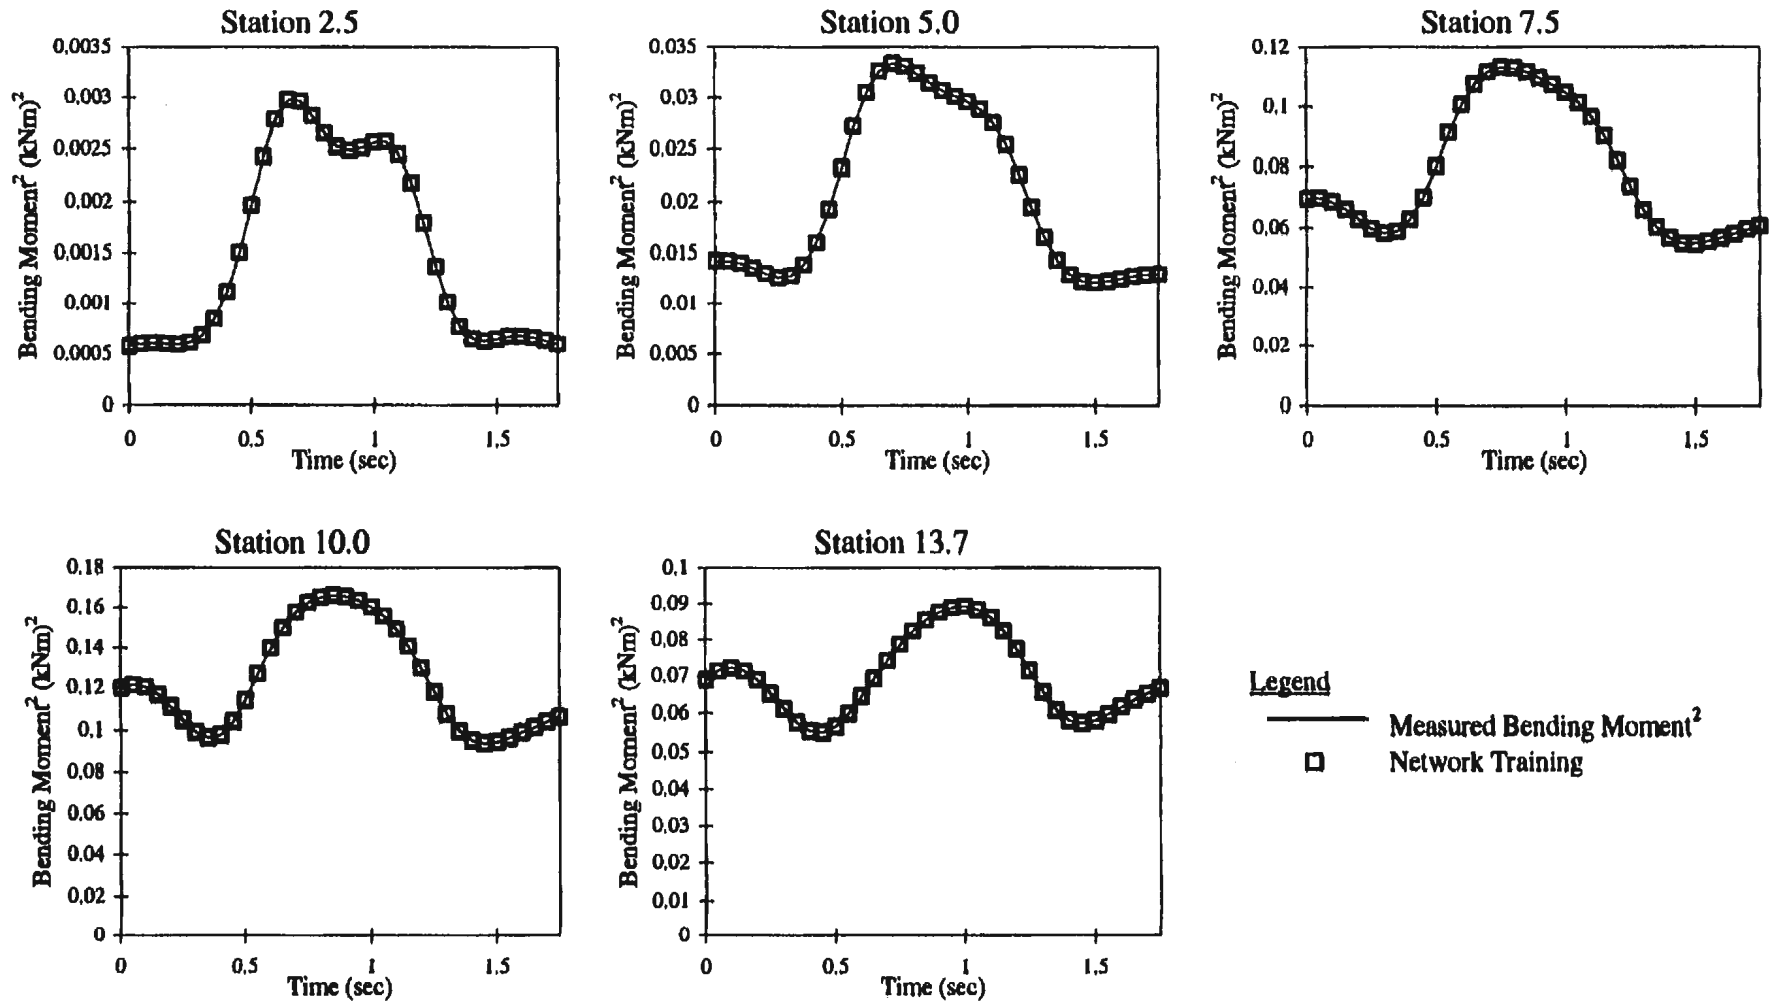 Station 2.5
0.0035
0.003
0.0025
0.002
0.0015
0.001
0.0005
0
Bending Moment² (kNm)²
0 0.5 1 1.5
Time (sec)
Station 5.0
0.035
0.03
0.025
0.02
0.015
0.01
0.005
0
Bending Moment² (kNm)²
0 0.5 1 1.5
Time (sec)
Station 7.5
0.12
0.1
0.08
0.06
0.04
0.02
0
Bending Moment² (kNm)²
0 0.5 1 1.5
Time (sec)
Station 10.0
0.18
0.16
0.14
0.12
0.1
0.08
0.06
0.04
0.02
0
Bending Moment² (kNm)²
0 0.5 1 1.5
Time (sec)
Station 13.7
0.1
0.09
0.08
0.07
0.06
0.05
0.04
0.03
0.02
0.01
0
Bending Moment² (kNm)²
0 0.5 1 1.5
Time (sec)
Legend
Measured Bending Moment²
Network Training